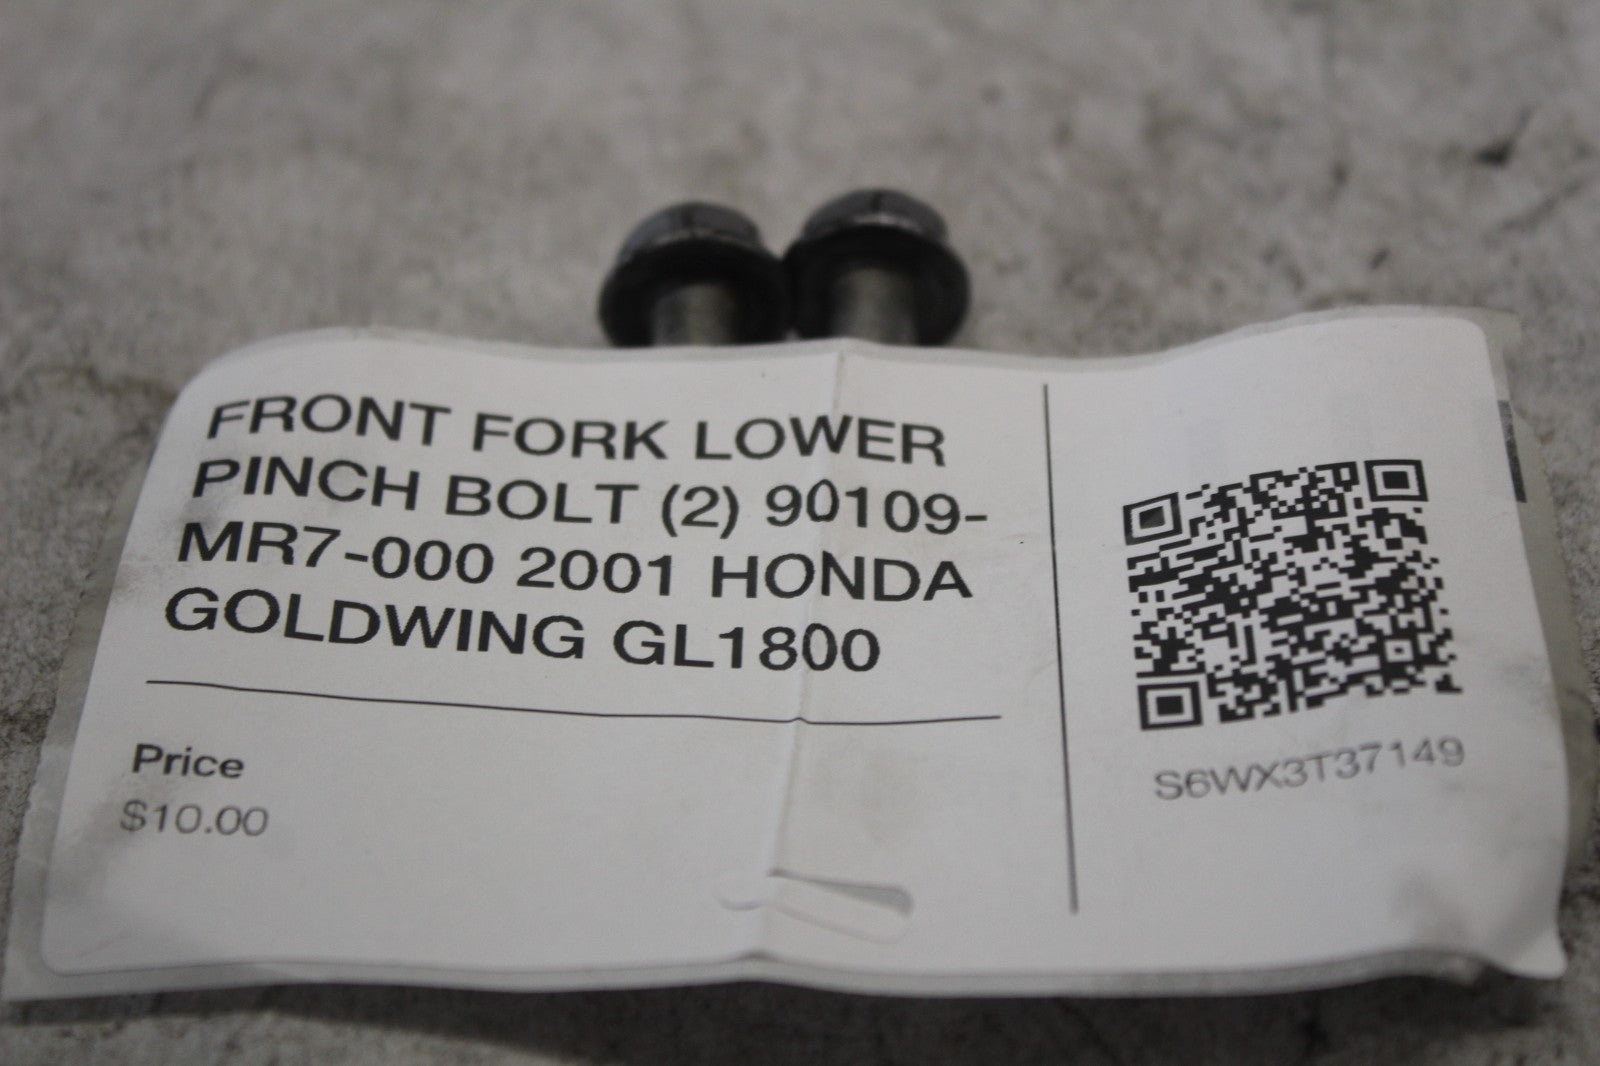 FRONT FORK LOWER
PINCH BOLT (2) 90109-
MR7-000 2001 HONDA
GOLDWING GL1800
Price
$10.00
S6WX3T37149